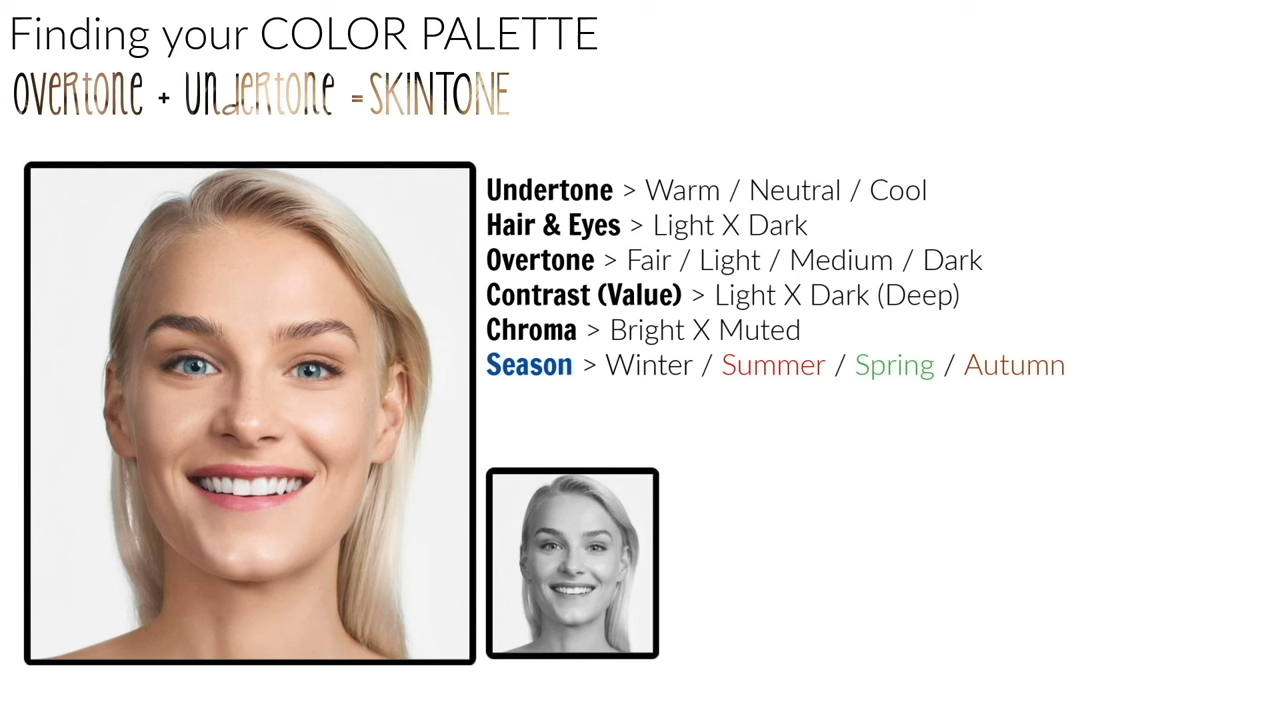 Finding your COLOR PALETTE
OVERTONE + UNDERTONE = SKINTONE
Undertone > Warm / Neutral / Cool
Hair & Eyes > Light X Dark
Overtone > Fair / Light / Medium / Dark
Contrast (Value) > Light X Dark (Deep)
Chroma > Bright X Muted
Season > Winter / Summer / Spring / Autumn